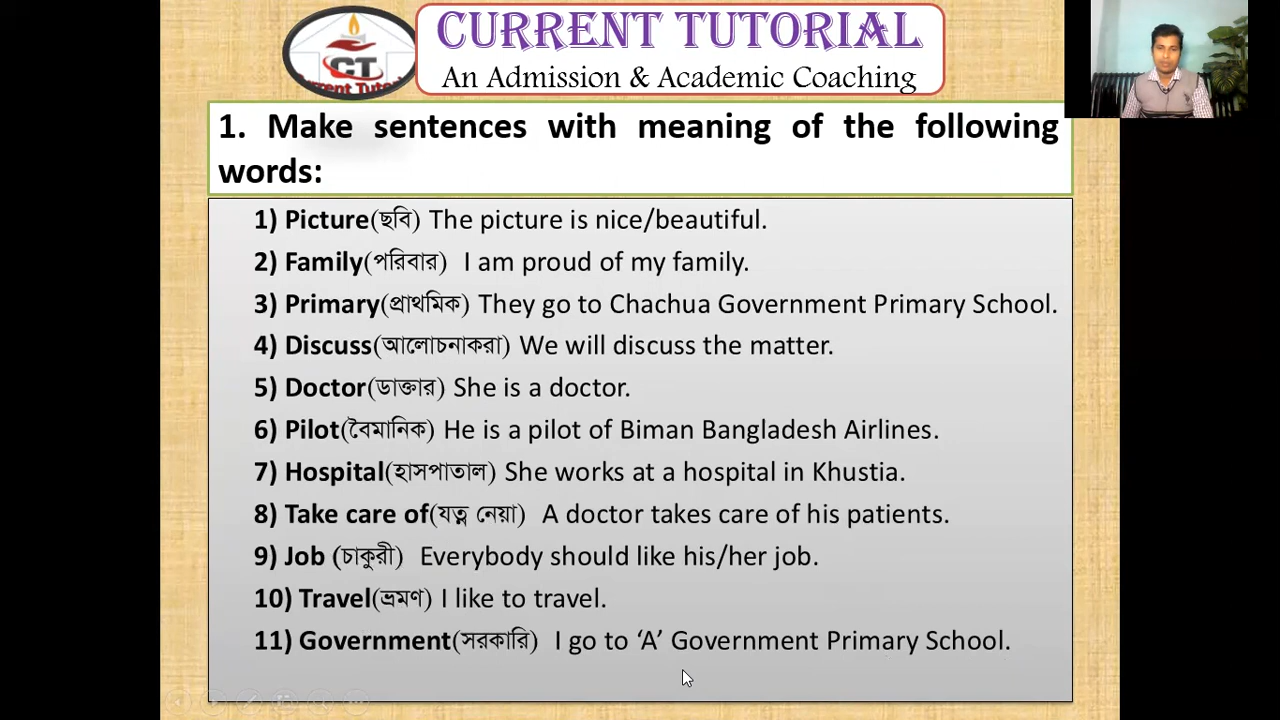 CURRENT TUTORIAL
CT
An Admission & Academic Coaching
1. Make sentences with meaning of the following
words:
1) Picture(ছবি) The picture is nice/beautiful.
2) Family(পরিবার) I am proud of my family.
3) Primary(প্রাথমিক) They go to Chachua Government Primary School.
4) Discuss(আলোচনাকরা) We will discuss the matter.
5) Doctor(ডাক্তার) She is a doctor.
6) Pilot(বৈমানিক) He is a pilot of Biman Bangladesh Airlines.
7) Hospital(হাসপাতাল) She works at a hospital in Khustia.
8) Take care of(যত্ন নেয়া) A doctor takes care of his patients.
9) Job (চাকুরী) Everybody should like his/her job.
10) Travel(ভ্রমণ) I like to travel.
11) Government(সরকারি) I go to ‘A’ Government Primary School.